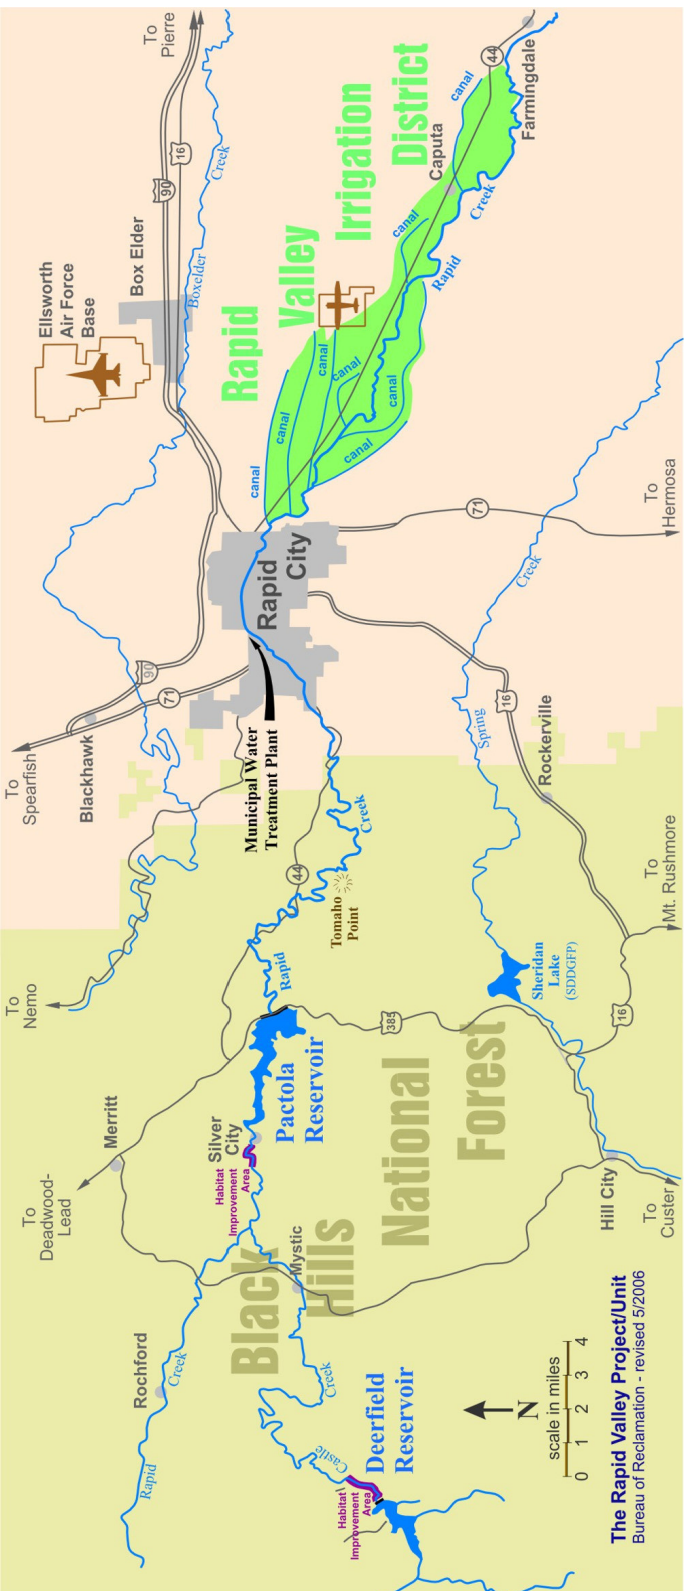 To
Pierre
16
90
Creek
Boxelder
Box Elder
Ellsworth
Air Force
Base
44
Farmingdale
canal
Rapid
Valley
Irrigation
District
Caputa
canal
Creek
Rapid
canal
canal
canal
canal
canal
canal
To
Hermosa
71
Creek
Spring
Rapid
City
90
71
To
Spearfish
Blackhawk
Municipal Water
Treatment Plant
16
Rockerville
To
Mt. Rushmore
Creek
44
Tomaho
Point
Rapid
To
Nemo
Sheridan
Lake
(SDDGFP)
385
16
Pactola
Reservoir
Silver
City
Habitat
Improvement
Area
Merritt
To
Deadwood-
Lead
Black
Hills
National
Forest
Mystic
Hill City
To
Custer
Rochford
Creek
Rapid
Creek
Castle
Deerfield
Reservoir
Habitat
Improvement
Area
N
scale in miles
0 1 2 3 4
The Rapid Valley Project/Unit
Bureau of Reclamation - revised 5/2006